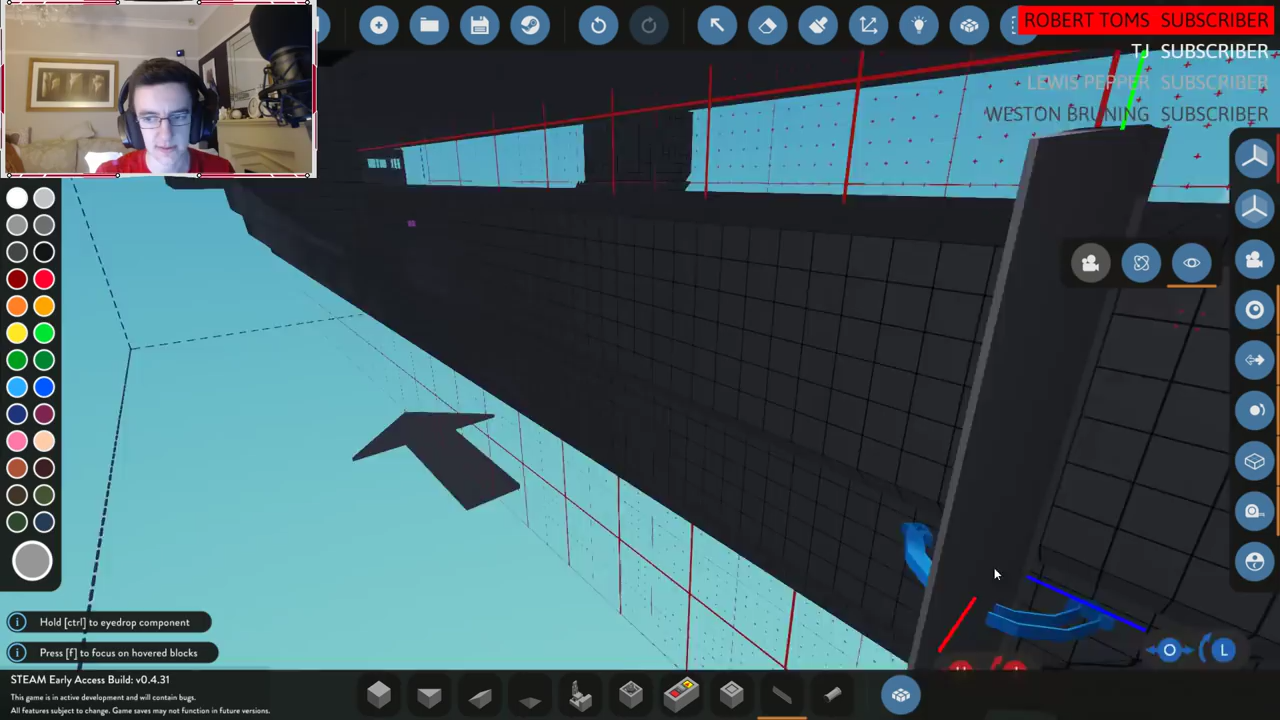 ROBERT TOMS SUBSCRIBER
TJ SUBSCRIBER
LEWIS PEPPER SUBSCRIBER
WESTON BRUNING SUBSCRIBER
Hold [ctrl] to eyedrop component
Press [f] to focus on hovered blocks
O L
STEAM Early Access Build: v0.4.31
This game is in active development and will contain bugs.
All features subject to change. Game saves may not function in future versions.